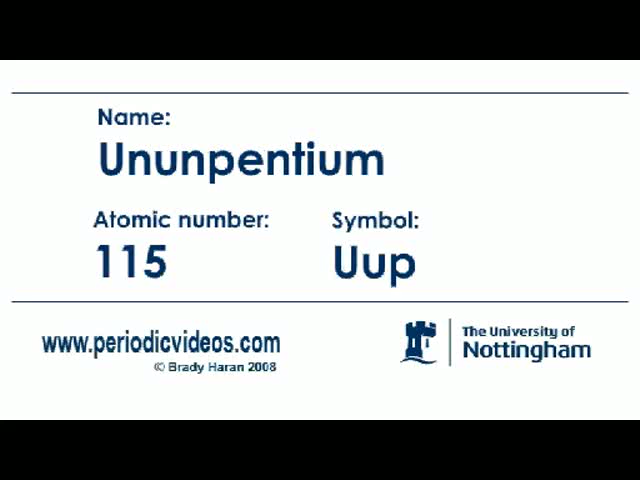 Name:
Ununpentium
Atomic number: Symbol:
115 Uup
www.periodicvideos.com
© Brady Haran 2008
The University of
Nottingham